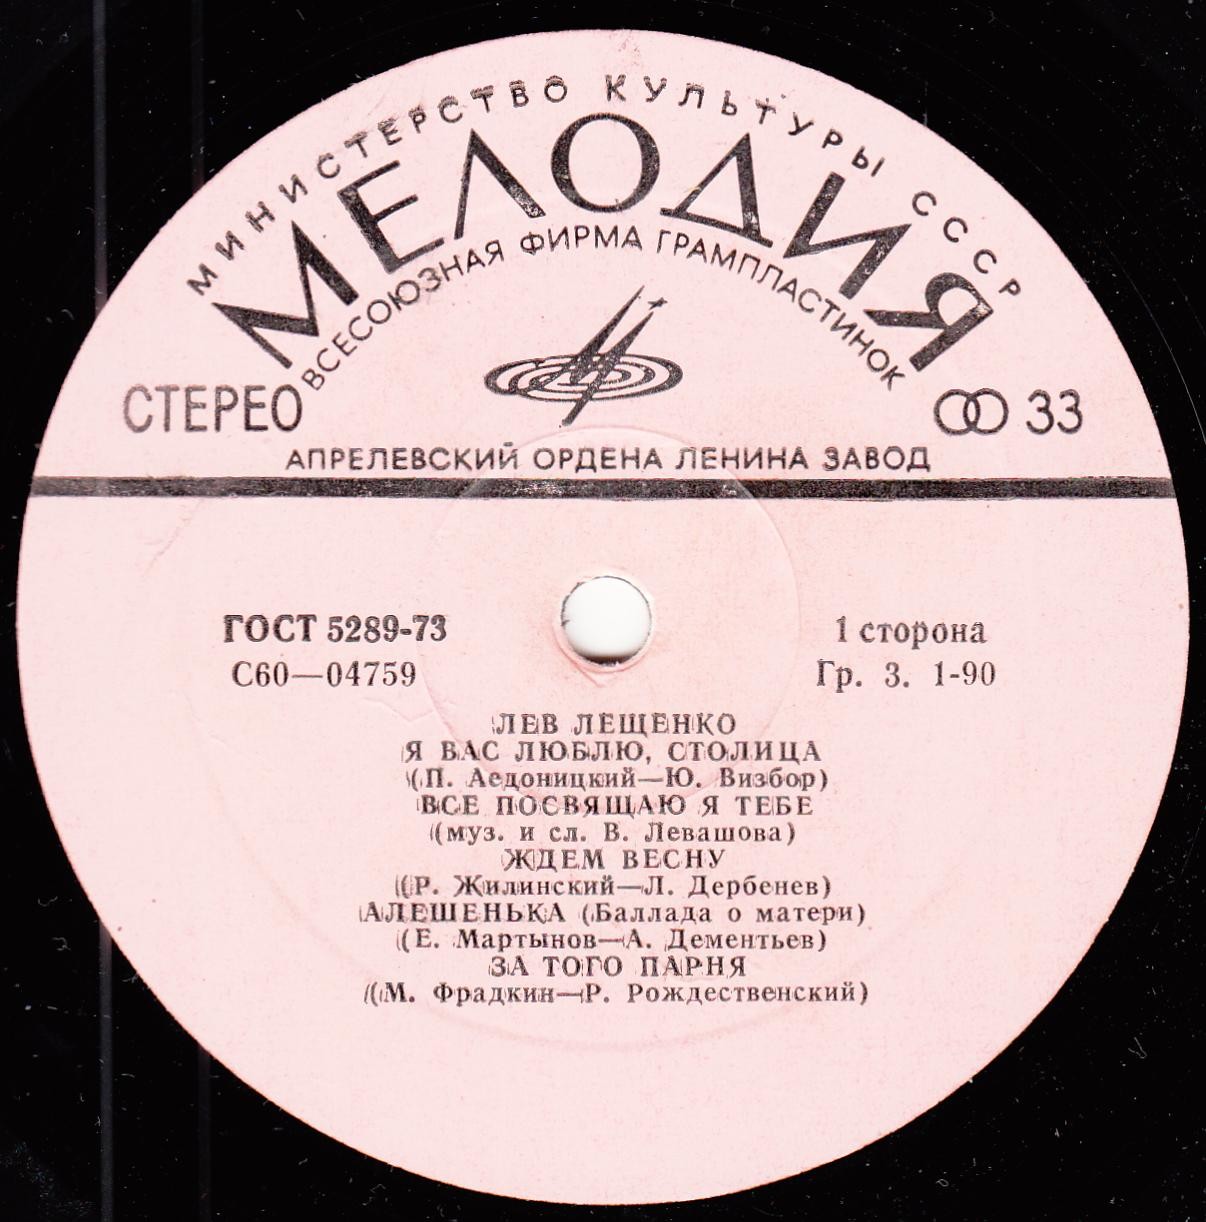 МИНИСТЕРСТВО КУЛЬТУРЫ СССР
МЕЛОДИЯ
ВСЕСОЮЗНАЯ ФИРМА ГРАМПЛАСТИНОК
СТЕРЕО
33
АПРЕЛЕВСКИЙ ОРДЕНА ЛЕНИНА ЗАВОД
ГОСТ 5289-73
1 сторона
С60—04759
Гр. 3. 1-90
ЛЕВ ЛЕЩЕНКО
Я ВАС ЛЮБЛЮ, СТОЛИЦА
(П. Аедоницкий—Ю. Визбор)
ВСЕ ПОСВЯЩАЮ Я ТЕБЕ
(муз. и сл. В. Левашова)
ЖДЕМ ВЕСНУ
(Р. Жилинский—Л. Дербенев)
АЛЕШЕНЬКА (Баллада о матери)
(Е. Мартынов—А. Дементьев)
ЗА ТОГО ПАРНЯ
(М. Фрадкин—Р. Рождественский)